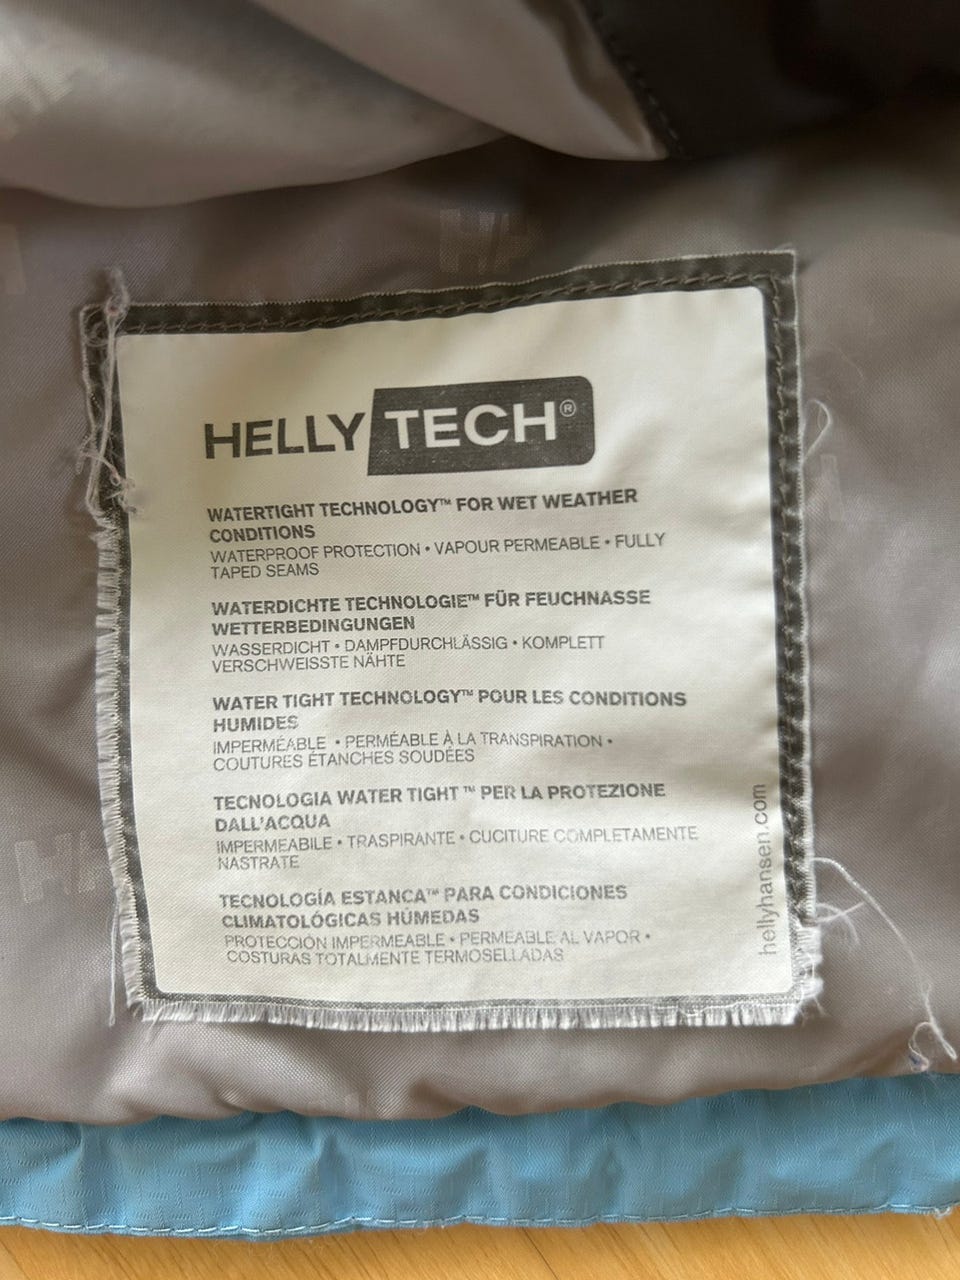 HELLY TECH®
WATERTIGHT TECHNOLOGY™ FOR WET WEATHER
CONDITIONS
WATERPROOF PROTECTION • VAPOUR PERMEABLE • FULLY
TAPED SEAMS
WATERDICHTE TECHNOLOGIE™ FÜR FEUCHNASSE
WETTERBEDINGUNGEN
WASSERDICHT • DAMPFDURCHLÄSSIG • KOMPLETT
VERSCHWEISSTE NÄHTE
WATER TIGHT TECHNOLOGY™ POUR LES CONDITIONS
HUMIDES
IMPERMÉABLE • PERMÉABLE À LA TRANSPIRATION •
COUTURES ÉTANCHES SOUDÉES
TECNOLOGIA WATER TIGHT ™ PER LA PROTEZIONE
DALL'ACQUA
IMPERMEABILE • TRASPIRANTE • CUCITURE COMPLETAMENTE
NASTRATE
TECNOLOGÍA ESTANCA™ PARA CONDICIONES
CLIMATOLÓGICAS HÚMEDAS
PROTECCIÓN IMPERMEABLE • PERMEABLE AL VAPOR •
COSTURAS TOTALMENTE TERMOSELLADAS
hellyhansen.com
HH
HH